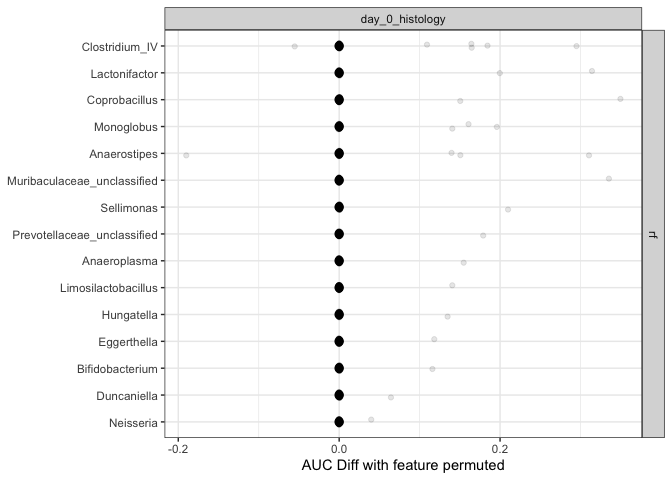 day_0_histology
Clostridium_IV
Lactonifactor
Coprobacillus
Monoglobus
Anaerostipes
Muribaculaceae_unclassified
Sellimonas
Prevotellaceae_unclassified
Anaeroplasma
Limosilactobacillus
Hungatella
Eggerthella
Bifidobacterium
Duncaniella
Neisseria
rf
-0.2 0.0 0.2
AUC Diff with feature permuted